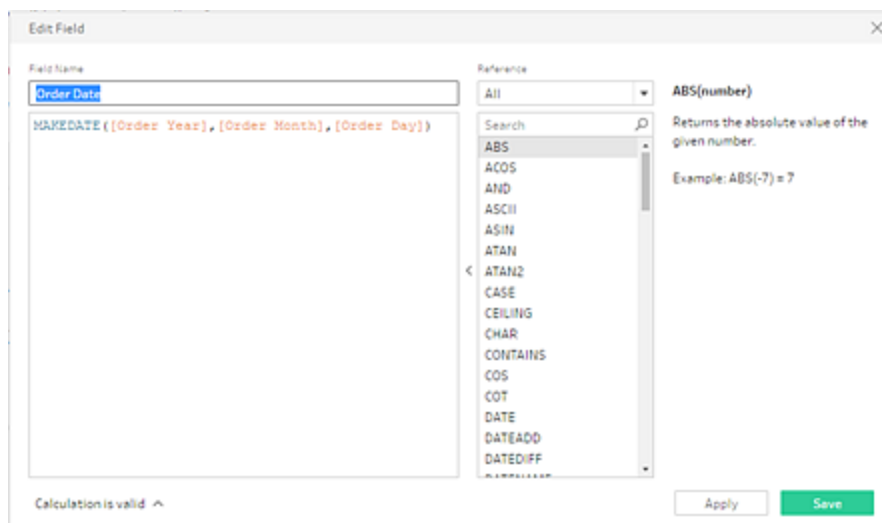 Edit Field
Field Name
Order Date
MAKEDATE([Order Year],[Order Month],[Order Day])
Calculation is valid
Reference
All
Search
ABS
ACOS
AND
ASCII
ASIN
ATAN
ATAN2
CASE
CEILING
CHAR
CONTAINS
COS
COT
DATE
DATEADD
DATEDIFF
DATENAME
ABS(number)
Returns the absolute value of the
given number.
Example: ABS(-7) = 7
Apply
Save